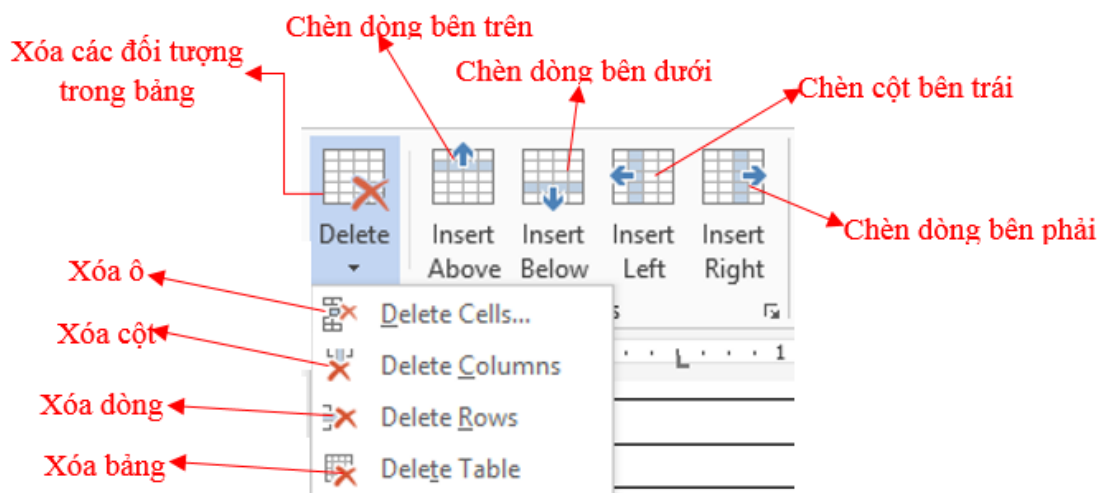 Chèn dòng bên trên
Xóa các đối tượng
trong bảng
Chèn dòng bên dưới
Chèn cột bên trái
Delete
Insert
Above
Insert
Below
Insert
Left
Insert
Right
Chèn dòng bên phải
Xóa ô
Delete Cells...
s
Xóa cột
Delete Columns
1
Xóa dòng
Delete Rows
Xóa bảng
Delete Table